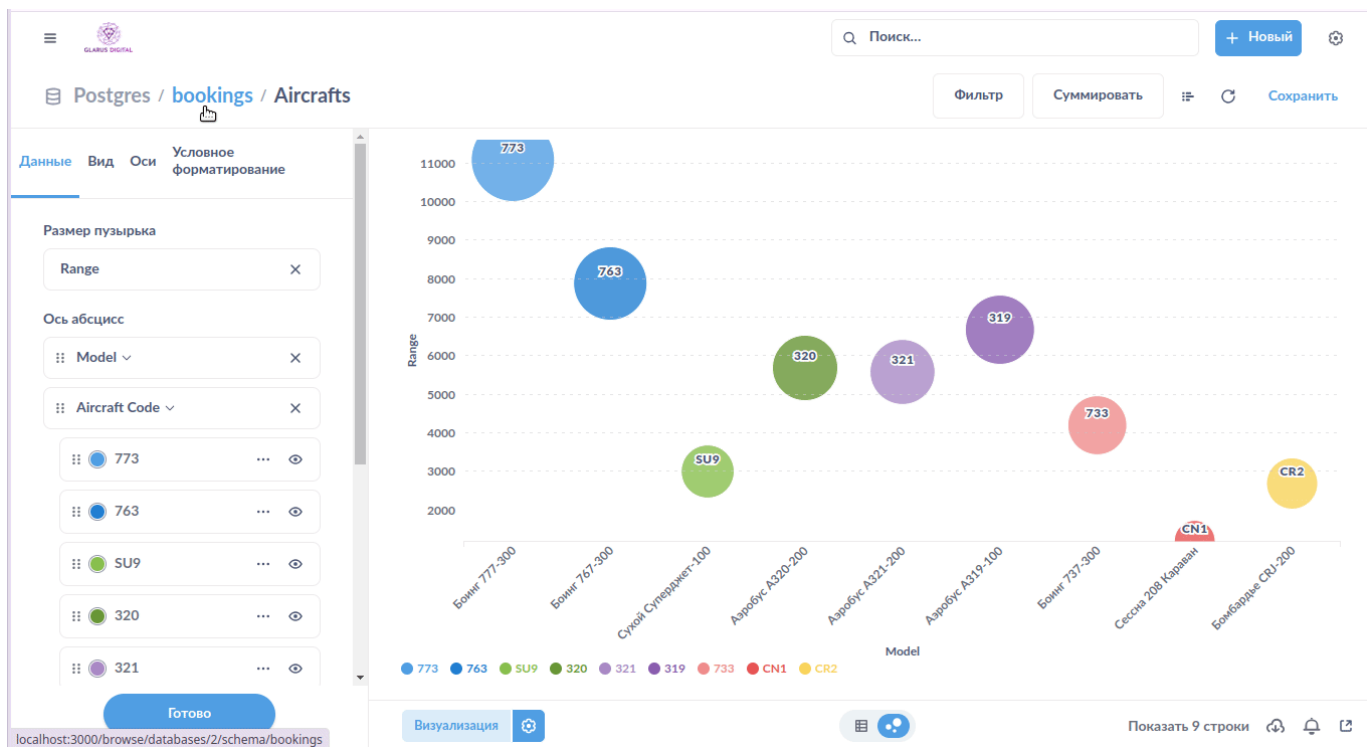 GLARUS DIGITAL
Поиск...
+ Новый
Postgres / bookings / Aircrafts
Фильтр
Суммировать
Сохранить
Данные
Вид
Оси
Условное
форматирование
Размер пузырька
Range
Ось абсцисс
Model
Aircraft Code
773
763
SU9
320
321
Готово
localhost:3000/browse/databases/2/schema/bookings
11000
10000
9000
8000
7000
6000
5000
4000
3000
2000
Range
773
763
SU9
320
321
319
733
CN1
CR2
Боинг 777-300
Боинг 767-300
Сухой Суперджет-100
Аэробус A320-200
Аэробус A321-200
Аэробус A319-100
Боинг 737-300
Сессна 208 Караван
Бомбардье CRJ-200
Model
773 763 SU9 320 321 319 733 CN1 CR2
Визуализация
Показать 9 строки